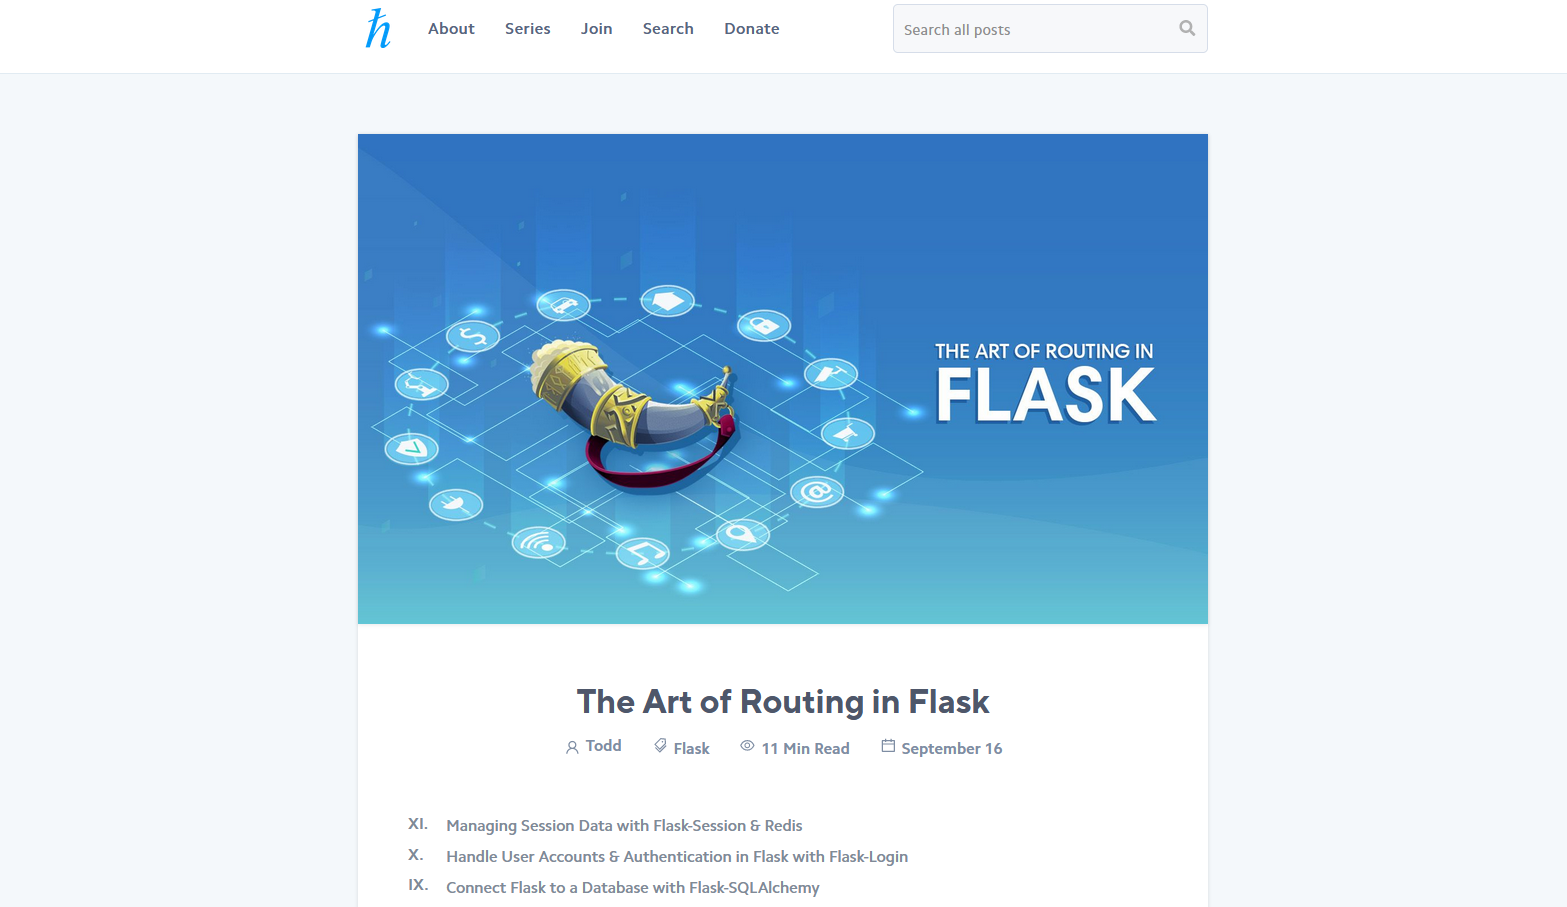 ℏ
About Series Join Search Donate
Search all posts
THE ART OF ROUTING IN
FLASK
@
The Art of Routing in Flask
Todd Flask 11 Min Read September 16
XI. Managing Session Data with Flask-Session & Redis
X. Handle User Accounts & Authentication in Flask with Flask-Login
IX. Connect Flask to a Database with Flask-SQLAlchemy